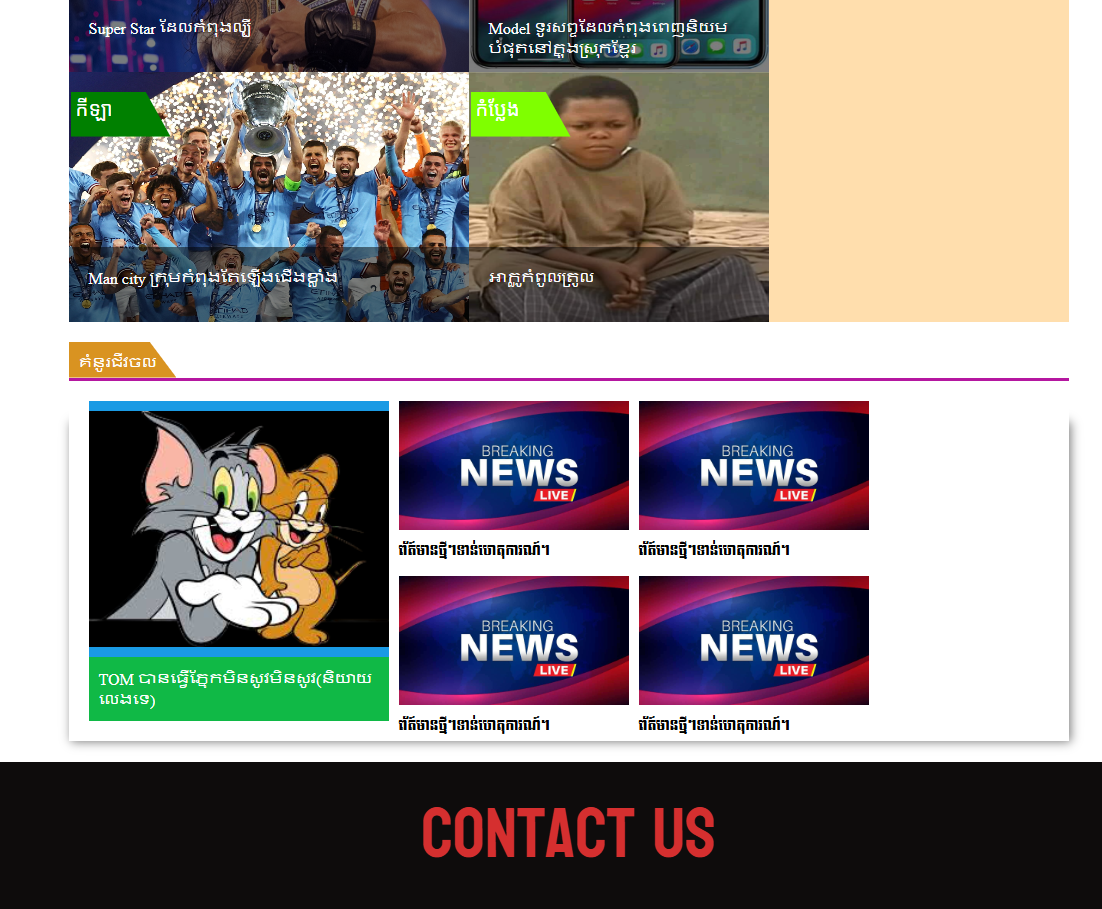 Super Star ដែលកំពុងល្បី
Model ទូរសព្ទដែលកំពុងពេញនិយម
បំផុតនៅក្នុងស្រុកខ្មែរ
កីឡា
កំប្លែង
Man city ក្រុមកំពុងតែឡើងជើងខ្លាំង
អាក្លូកំពូលត្រូល
គំនូរជីវចល
BREAKING
NEWS
LIVE
BREAKING
NEWS
LIVE
ព័ត៌មានថ្មីៗទាន់ហេតុការណ៍ៗ
ព័ត៌មានថ្មីៗទាន់ហេតុការណ៍ៗ
BREAKING
NEWS
LIVE
BREAKING
NEWS
LIVE
TOM បានធ្វើភ្នែកមិនសូវមិនសូវ(និយាយ
លេងទេ)
ព័ត៌មានថ្មីៗទាន់ហេតុការណ៍ៗ
ព័ត៌មានថ្មីៗទាន់ហេតុការណ៍ៗ
CONTACT US